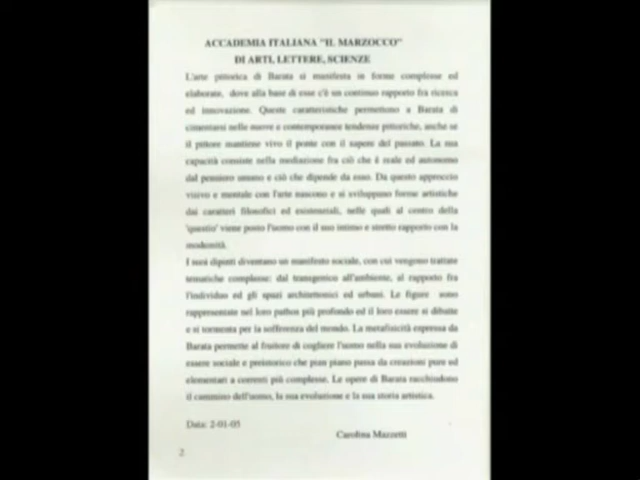 ACCADEMIA ITALIANA "IL MARZOCCO"
DI ARTI, LETTERE, SCIENZE
L'arte pittorica di Barata si manifesta in forme complesse ed
elaborate, dove alla base di esse c'è un continuo rapporto fra ricerca
ed innovazione. Queste caratteristiche permettono a Barata di
cimentarsi nelle nuove e contemporanee tendenze pittoriche, anche se
il pittore mantiene vivo il ponte con il sapere del passato. La sua
capacità consiste nella mediazione fra ciò che è reale ed autonomo
dal pensiero umano e ciò che dipende da esso. Da questo approccio
visivo e mentale con l'arte nascono e si sviluppano forme artistiche
dai caratteri filosofici ed esistenziali, nelle quali al centro della
'questio' viene posto l'uomo con il suo intimo e stretto rapporto con la
modernità.
I suoi dipinti diventano un manifesto sociale, con cui vengono trattate
tematiche complesse: dal transgenico all'ambiente, al rapporto fra
l'individuo ed gli spazi architettonici ed urbani. Le figure sono
rappresentate nel loro pathos più profondo ed il loro essere si dibatte
e si tormenta per la sofferenza del mondo. La metafisicità espressa da
Barata permette al fruitore di cogliere l'uomo nella sua evoluzione di
essere sociale e preistorico che pian piano passa da creazioni pure ed
elementari a correnti più complesse. Le opere di Barata racchiudono
il cammino dell'uomo, la sua evoluzione e la sua storia artistica.
Data: 2-01-05
Carolina Mazzetti
2